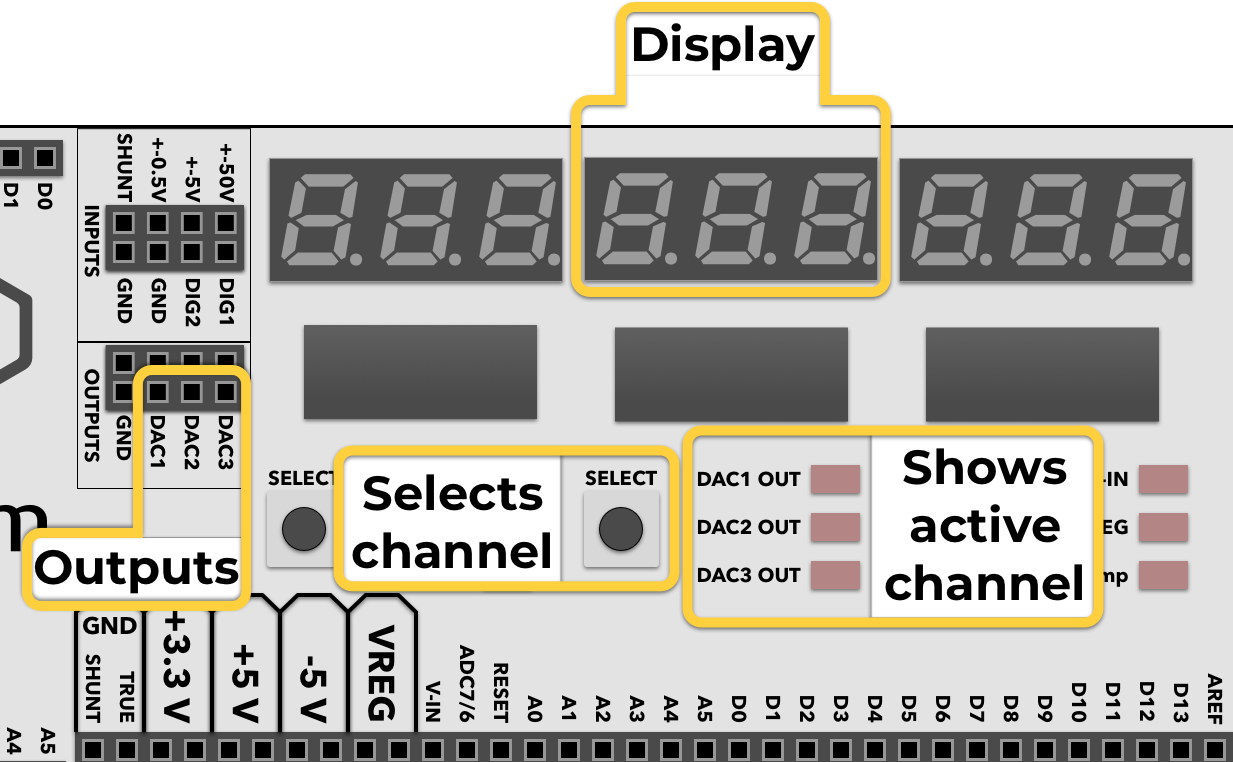 Display
D1
D0
SHUNT
+-0.5V
+-5V
+-50V
INPUTS
GND
GND
DIG2
DIG1
OUTPUTS
GND
DAC1
DAC2
DAC3
SELECT
Selects
channel
SELECT
DAC1 OUT
DAC2 OUT
DAC3 OUT
Shows
active
channel
-IN
EG
mp
m
Outputs
GND
SHUNT
TRUE
+3.3 V
+5 V
-5 V
VREG
V-IN
ADC7/6
RESET
A0
A1
A2
A3
A4
A5
D0
D1
D2
D3
D4
D5
D6
D7
D8
D9
D10
D11
D12
D13
AREF
A4
A5